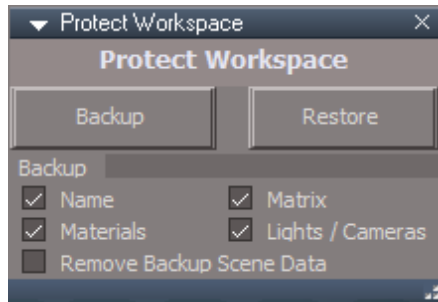 Protect Workspace
Protect Workspace
Backup Restore
Backup
Name Matrix
Materials Lights / Cameras
Remove Backup Scene Data